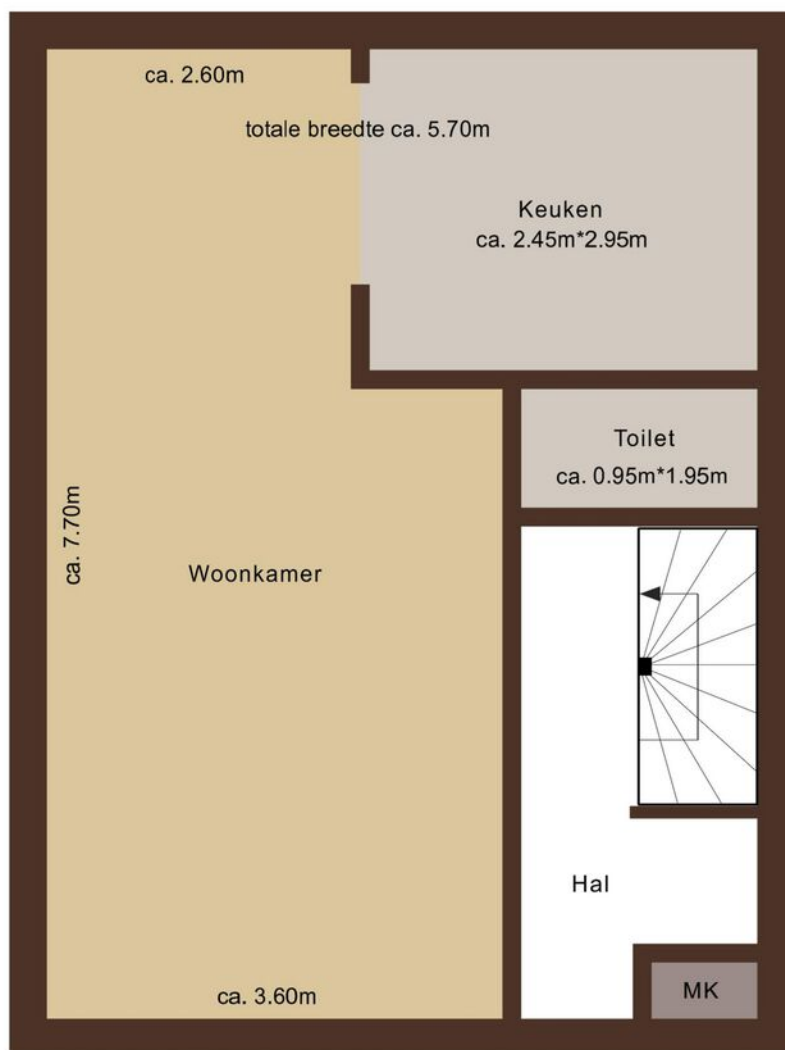 ca. 2.60m
totale breedte ca. 5.70m
Keuken
ca. 2.45m*2.95m
Toilet
ca. 0.95m*1.95m
ca. 7.70m
Woonkamer
Hal
MK
ca. 3.60m